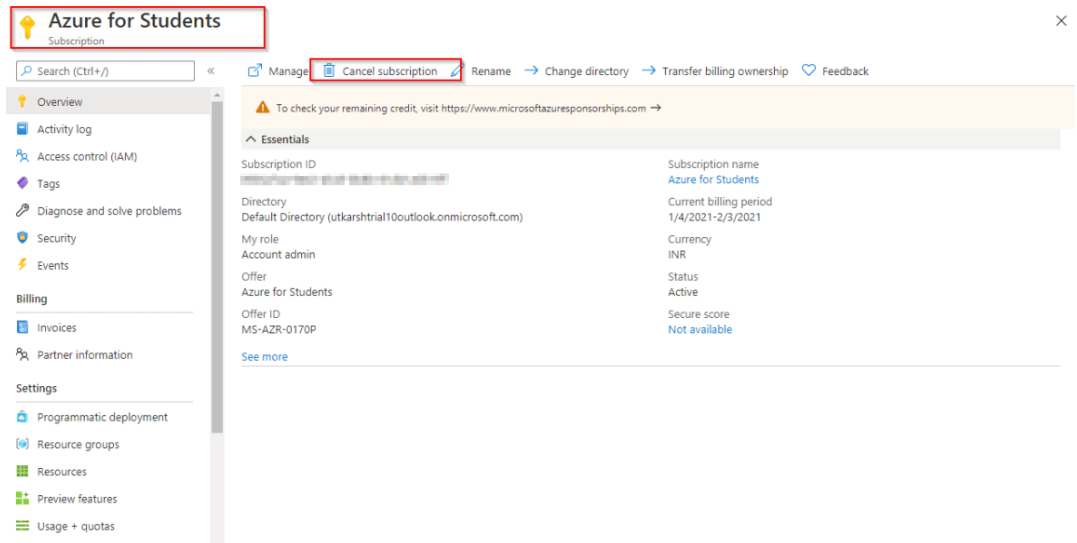 Azure for Students
Subscription
Search (Ctrl+/)
«
Manage Cancel subscription Rename Change directory Transfer billing ownership Feedback
To check your remaining credit, visit https://www.microsoftazuresponsorships.com →
Overview
Activity log
Access control (IAM)
Tags
Diagnose and solve problems
Security
Events
Billing
Invoices
Partner information
Settings
Programmatic deployment
Resource groups
Resources
Preview features
Usage + quotas
Essentials
Subscription ID
Directory
Default Directory (utkarshtrial10outlook.onmicrosoft.com)
My role
Account admin
Offer
Azure for Students
Offer ID
MS-AZR-0170P
See more
Subscription name
Azure for Students
Current billing period
1/4/2021-2/3/2021
Currency
INR
Status
Active
Secure score
Not available